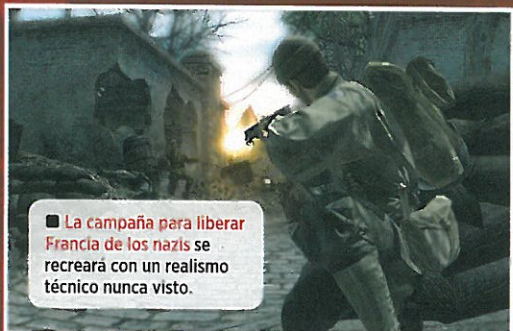 ■ La campaña para liberar
Francia de los nazis se
recreará con un realismo
técnico nunca visto.